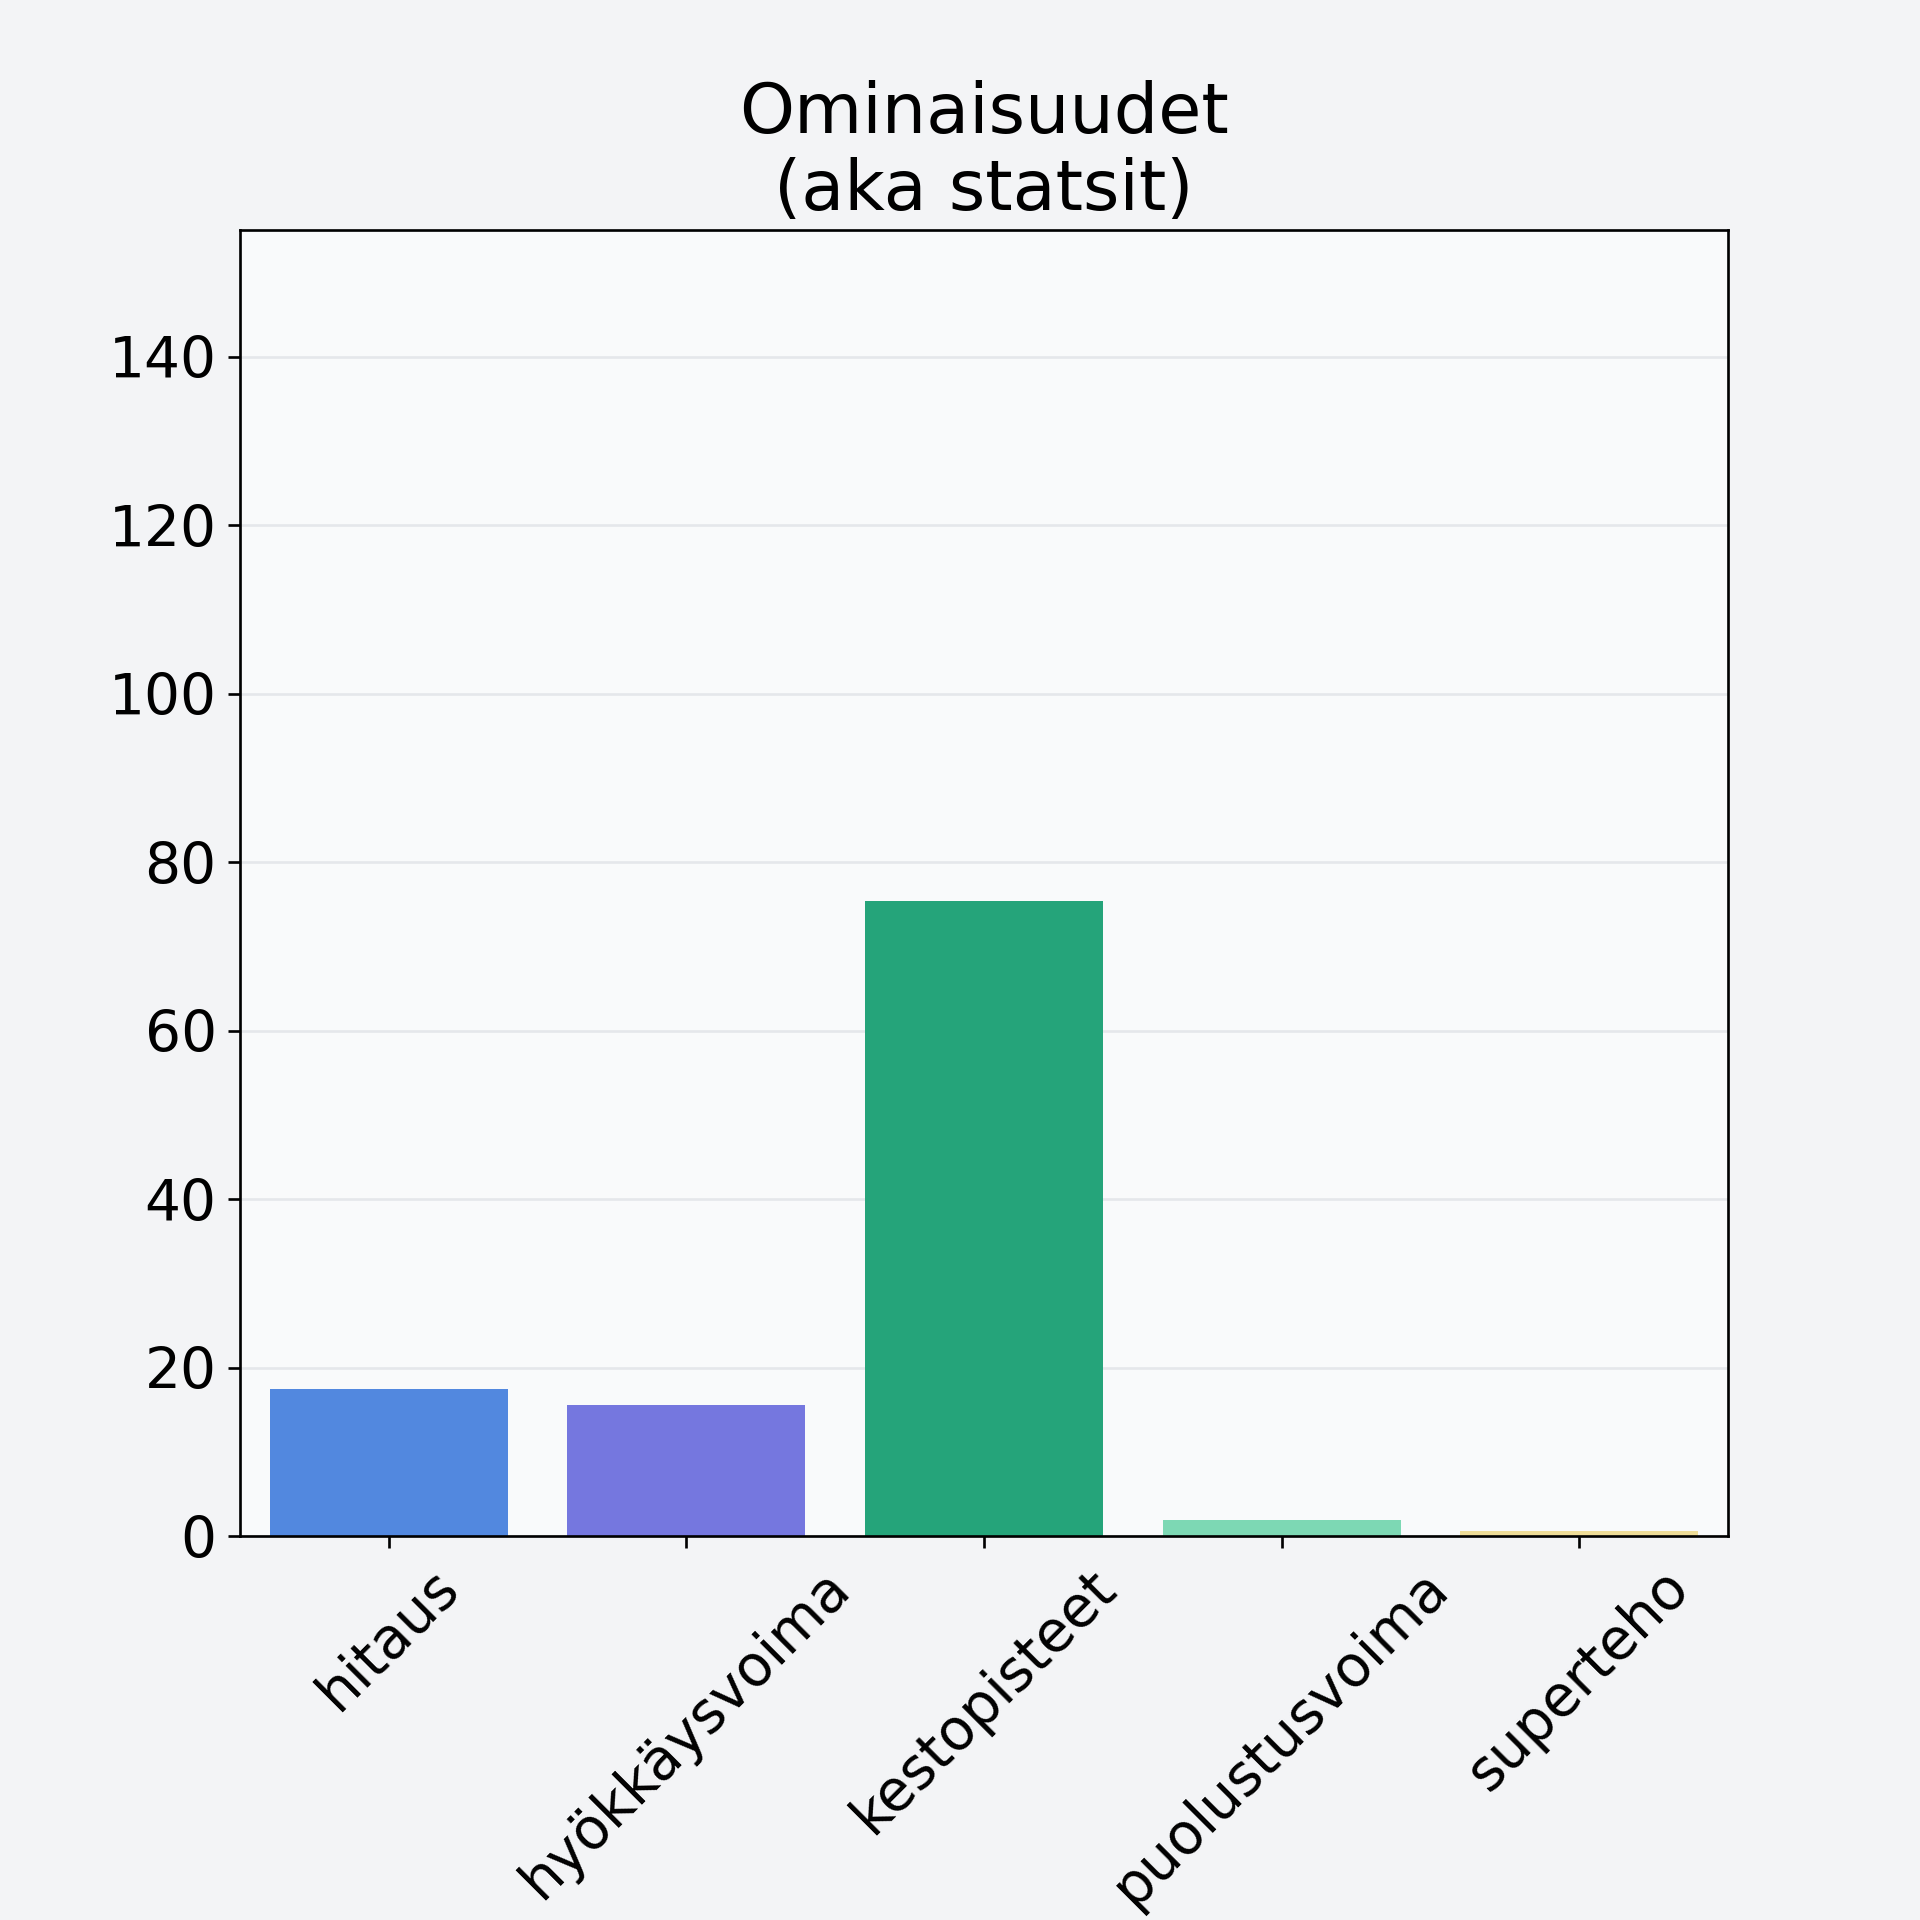 Ominaisuudet
(aka statsit)
140
120
100
80
60
40
20
0
hitaus
hyökkäysvoima
kestopisteet
puolustusvoima
superteho